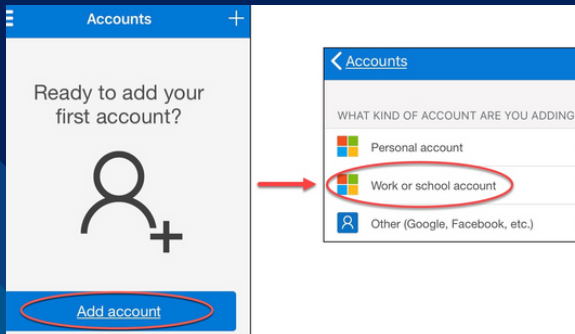 Accounts
Ready to add your
first account?
Add account
Accounts
WHAT KIND OF ACCOUNT ARE YOU ADDING
Personal account
Work or school account
Other (Google, Facebook, etc.)